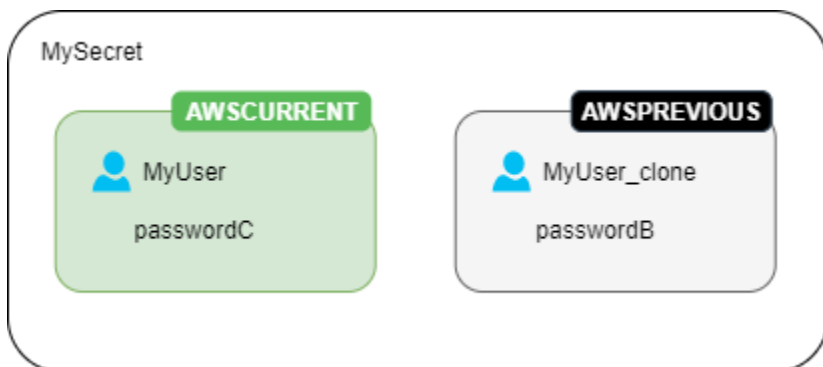 MySecret
AWSCURRENT
MyUser
passwordC
AWSPREVIOUS
MyUser_clone
passwordB